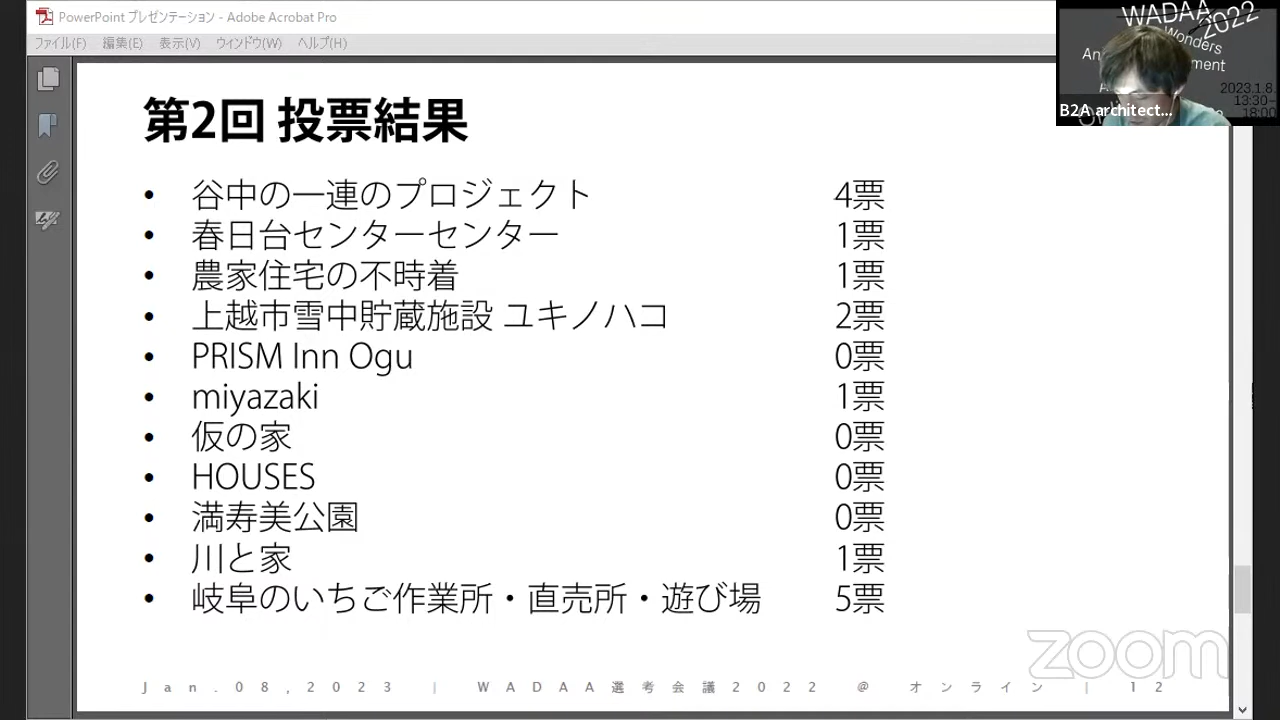 PowerPoint プレゼンテーション - Adobe Acrobat Pro
ファイル(F) 編集(E) 表示(V) ウィンドウ(W) ヘルプ(H)
WADAA
2022
Wonders
An
ment
2023.1.8
13:30–
18:00
B2A architect...
第2回 投票結果
• 谷中の一連のプロジェクト 4票
• 春日台センターセンター 1票
• 農家住宅の不時着 1票
• 上越市雪中貯蔵施設 ユキノハコ 2票
• PRISM Inn Ogu 0票
• miyazaki 1票
• 仮の家 0票
• HOUSES 0票
• 満寿美公園 0票
• 川と家 1票
• 岐阜のいちご作業所・直売所・遊び場 5票
zoom
Jan.08,2023 | WADAA選考会議2022 @ オンライン | 12